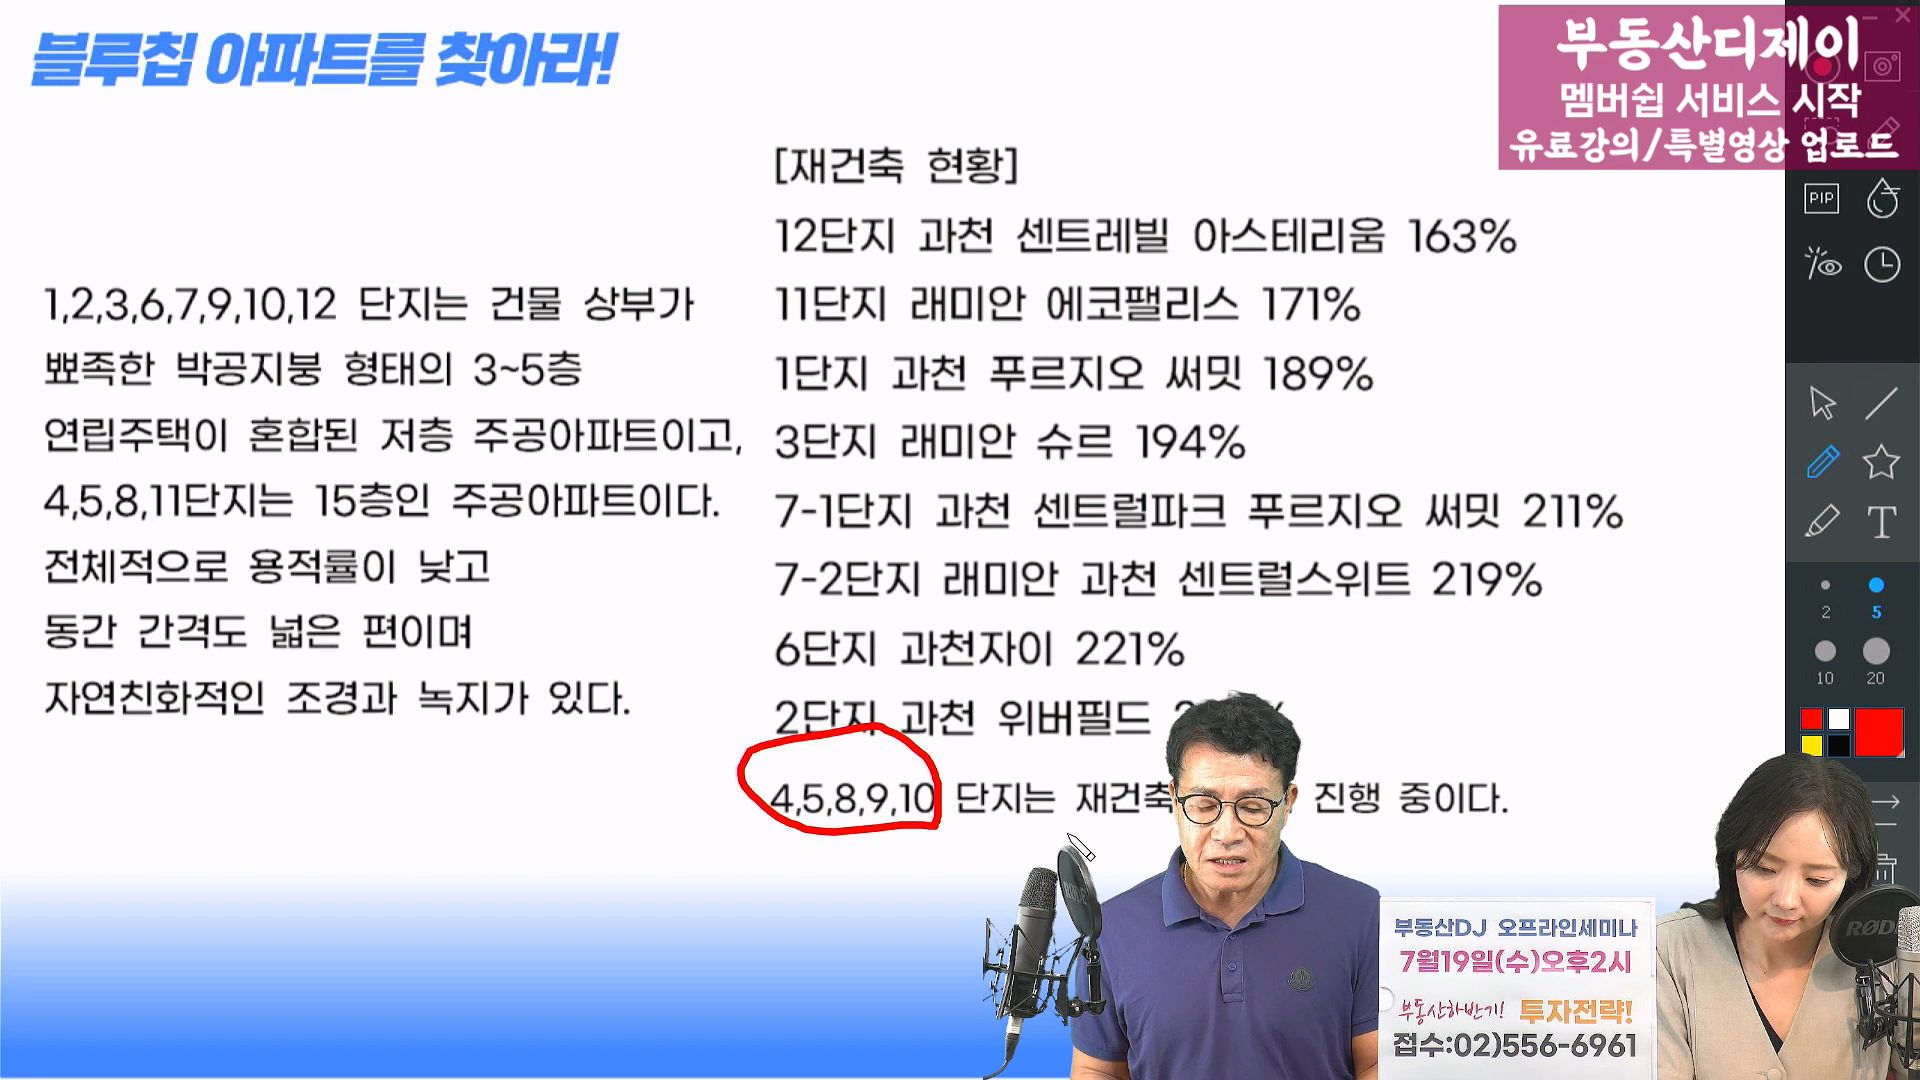 블루칩 아파트를 찾아라!
부동산디제이
멤버쉽 서비스 시작
유료강의/특별영상 업로드
1,2,3,6,7,9,10,12 단지는 건물 상부가
뾰족한 박공지붕 형태의 3~5층
연립주택이 혼합된 저층 주공아파트이고,
4,5,8,11단지는 15층인 주공아파트이다.
전체적으로 용적률이 낮고
동간 간격도 넓은 편이며
자연친화적인 조경과 녹지가 있다.
[재건축 현황]
12단지 과천 센트레빌 아스테리움 163%
11단지 래미안 에코팰리스 171%
1단지 과천 푸르지오 써밋 189%
3단지 래미안 슈르 194%
7-1단지 과천 센트럴파크 푸르지오 써밋 211%
7-2단지 래미안 과천 센트럴스위트 219%
6단지 과천자이 221%
2단지 과천 위버필드
4,5,8,9,10 단지는 재건축 진행 중이다.
PIP
T
2 5
10 20
RØDE
RØDE
부동산DJ 오프라인세미나
7월19일(수)오후2시
부동산하반기! 투자전략!
접수:02)556-6961